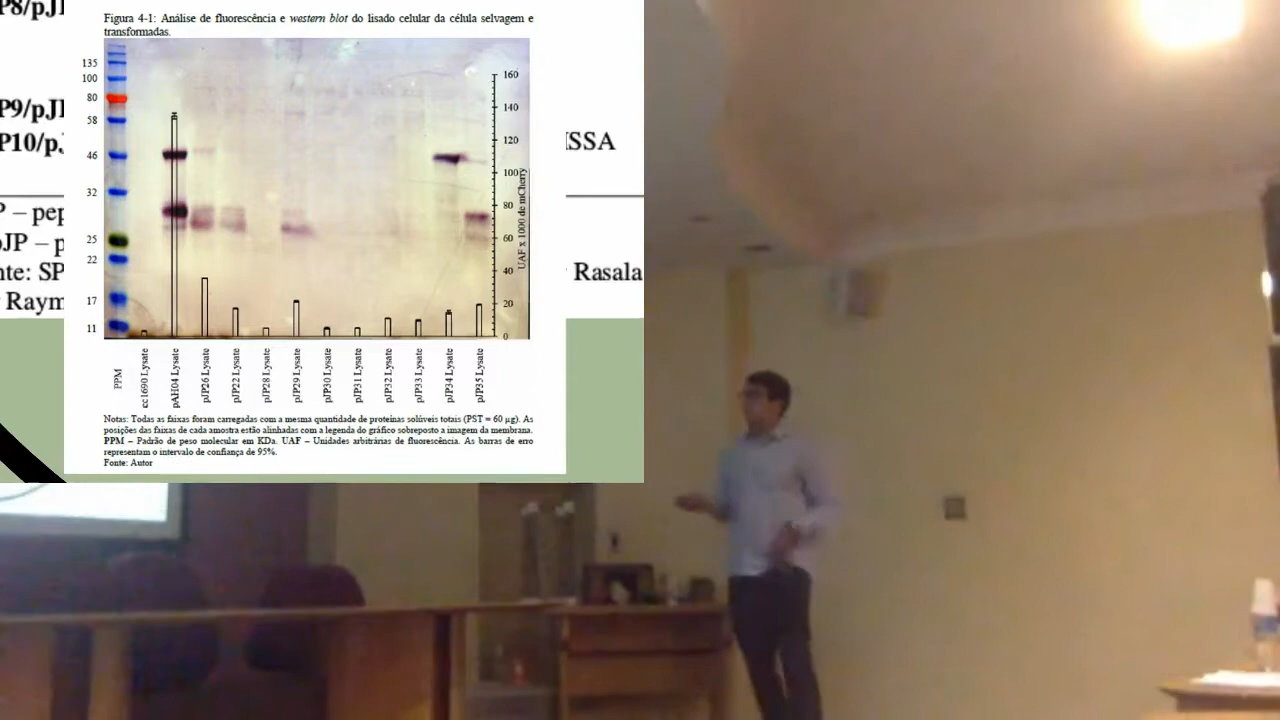 P8/pJI
P9/pJI
P10/pJ
ISSA
P – pep
pJP – p
nte: SP
Rasala
Raym
Figura 4-1: Análise de fluorescência e western blot do lisado celular da célula selvagem e
transformadas.
135
100
80
58
46
32
25
22
17
11
160
140
120
100
80
60
40
20
0
UAF x 1000 de mCherry
PPM
cc1690 Lysate
pAH04 Lysate
pJP26 Lysate
pJP22 Lysate
pJP28 Lysate
pJP29 Lysate
pJP30 Lysate
pJP31 Lysate
pJP32 Lysate
pJP33 Lysate
pJP34 Lysate
pJP35 Lysate
Notas: Todas as faixas foram carregadas com a mesma quantidade de proteínas solúveis totais (PST = 60 µg). As
posições das faixas de cada amostra estão alinhadas com a legenda do gráfico sobreposto a imagem da membrana.
PPM – Padrão de peso molecular em KDa. UAF – Unidades arbitrárias de fluorescência. As barras de erro
representam o intervalo de confiança de 95%.
Fonte: Autor